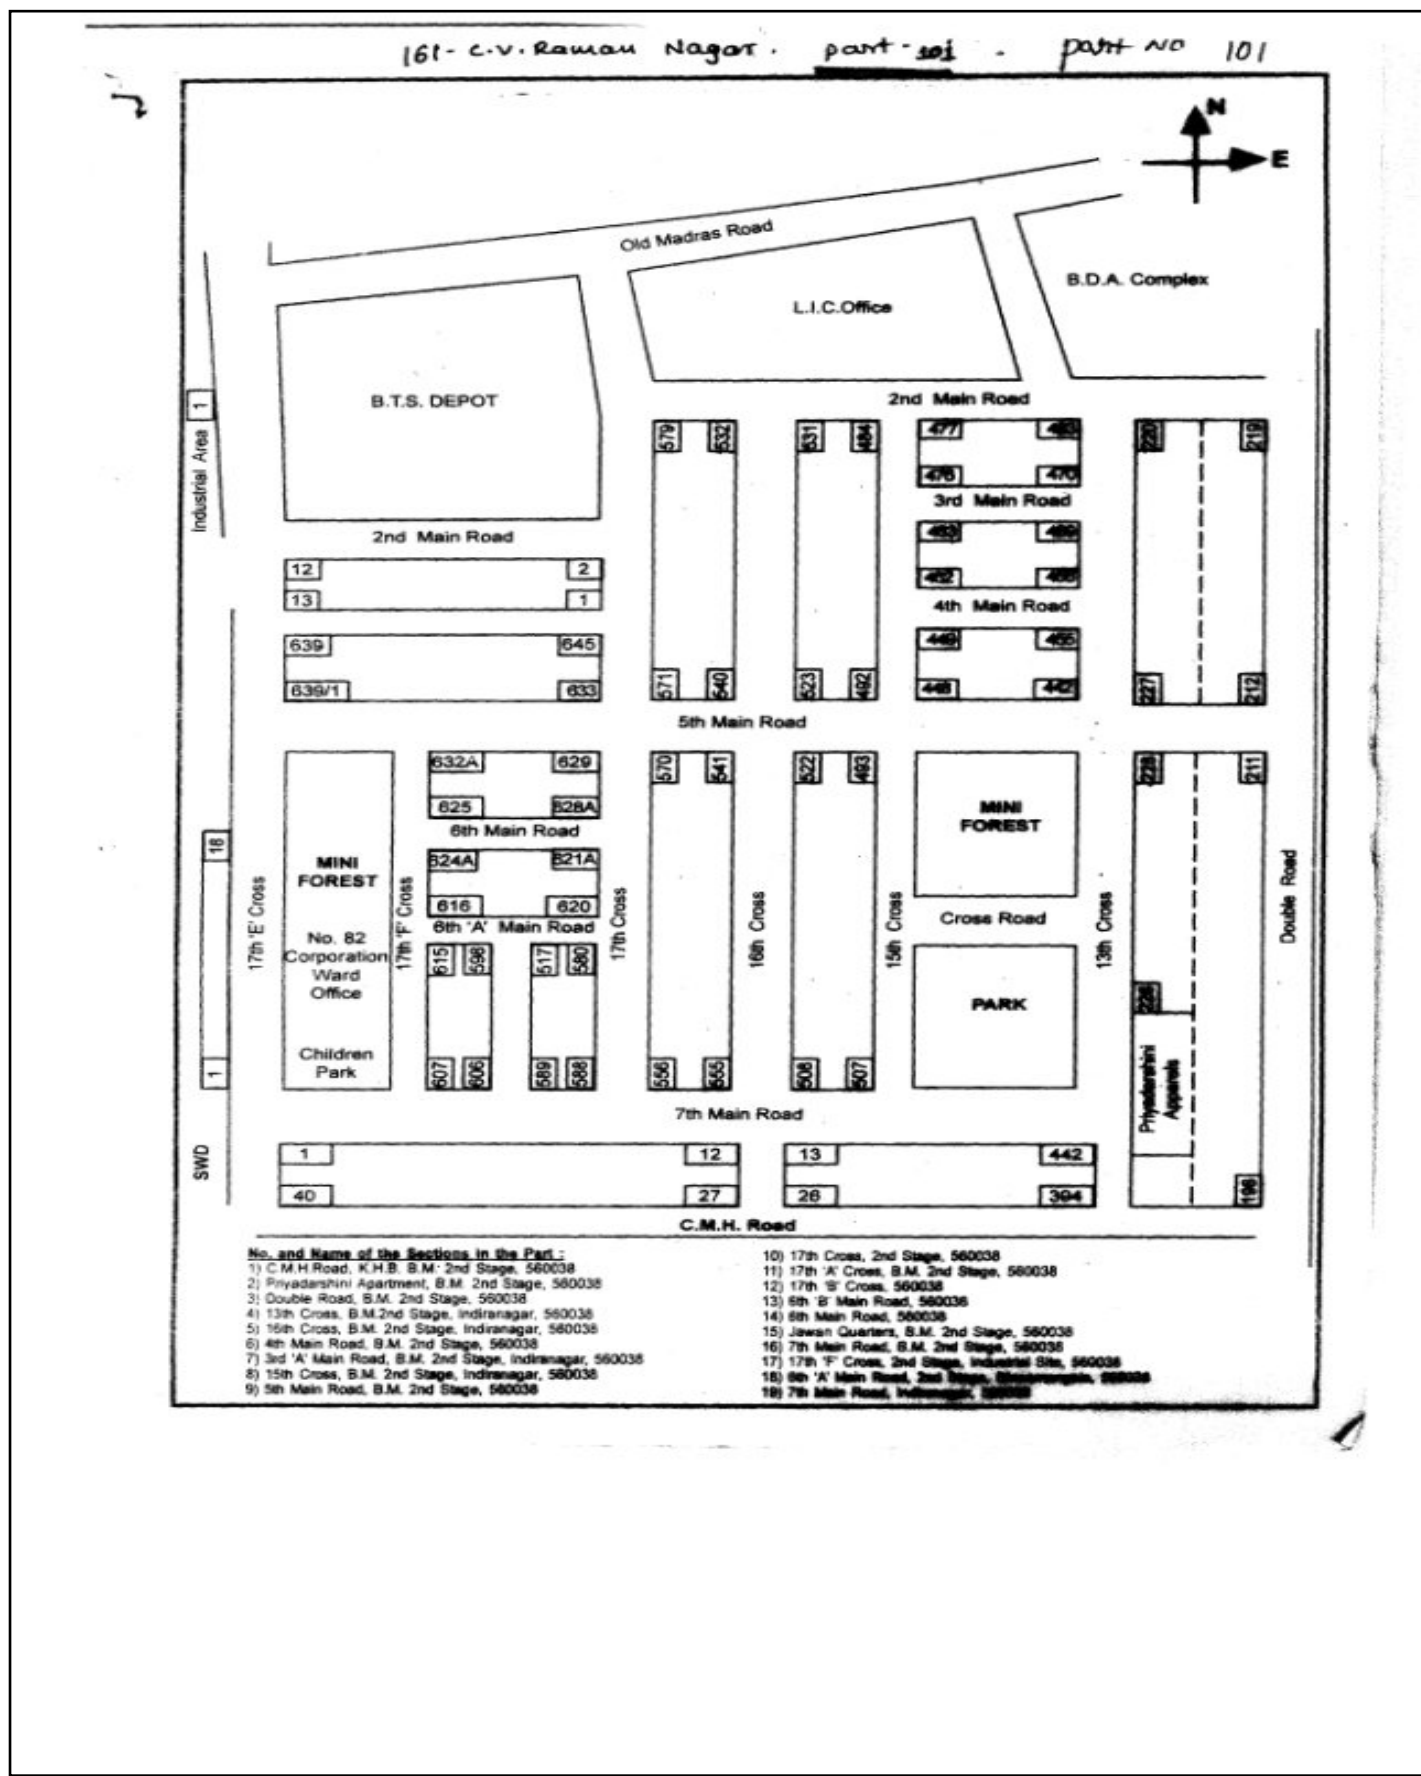 161- C.V. Raman Nagar. part-101 . part NO 101
N
E
Old Madras Road
B.D.A. Complex
L.I.C.Office
B.T.S. DEPOT
Industrial Area
1
2nd Main Road
579 532
531 484
477
476 470
220 219
3rd Main Road
2nd Main Road
12 2
13 1
4th Main Road
639 645
639/1 633
449 455
448 442
571 540
523 492
227 212
5th Main Road
632A 629
625 628A
570 541
522 493
228 211
MINI
FOREST
6th Main Road
18
624A 621A
616 620
MINI
FOREST
No. 82
Corporation
Ward
Office
Children
Park
17th 'E' Cross
17th 'F' Cross
17th Cross
16th Cross
15th Cross
Cross Road
13th Cross
Double Road
6th 'A' Main Road
615 598
517 580
PARK
Priyadarshini
Apparels
1
607 606
589 588
556 555
508 507
7th Main Road
SWD
1 12
13 442
40 27
26 394
196
C.M.H. Road
No. and Name of the Sections in the Part :
1) C.M.H.Road, K.H.B. B.M. 2nd Stage, 560038
2) Priyadarshini Apartment, B.M. 2nd Stage, 560038
3) Double Road, B.M. 2nd Stage, 560038
4) 13th Cross, B.M.2nd Stage, Indiranagar, 560038
5) 16th Cross, B.M. 2nd Stage, Indiranagar, 560038
6) 4th Main Road, B.M. 2nd Stage, 560038
7) 3rd 'A' Main Road, B.M. 2nd Stage, Indiranagar, 560038
8) 15th Cross, B.M. 2nd Stage, Indiranagar, 560038
9) 5th Main Road, B.M. 2nd Stage, 560038
10) 17th Cross, 2nd Stage, 560038
11) 17th 'A' Cross, B.M. 2nd Stage, 560038
12) 17th 'B' Cross, 560038
13) 6th 'B' Main Road, 560038
14) 6th Main Road, 560038
15) Jawan Quarters, B.M. 2nd Stage, 560038
16) 7th Main Road, B.M. 2nd Stage, 560038
17) 17th 'F' Cross, 2nd Stage, Industrial Site, 560038
18) 6th 'A' Main Road, 2nd Stage, 560038
19) 7th Main Road, Indiranagar, 560038